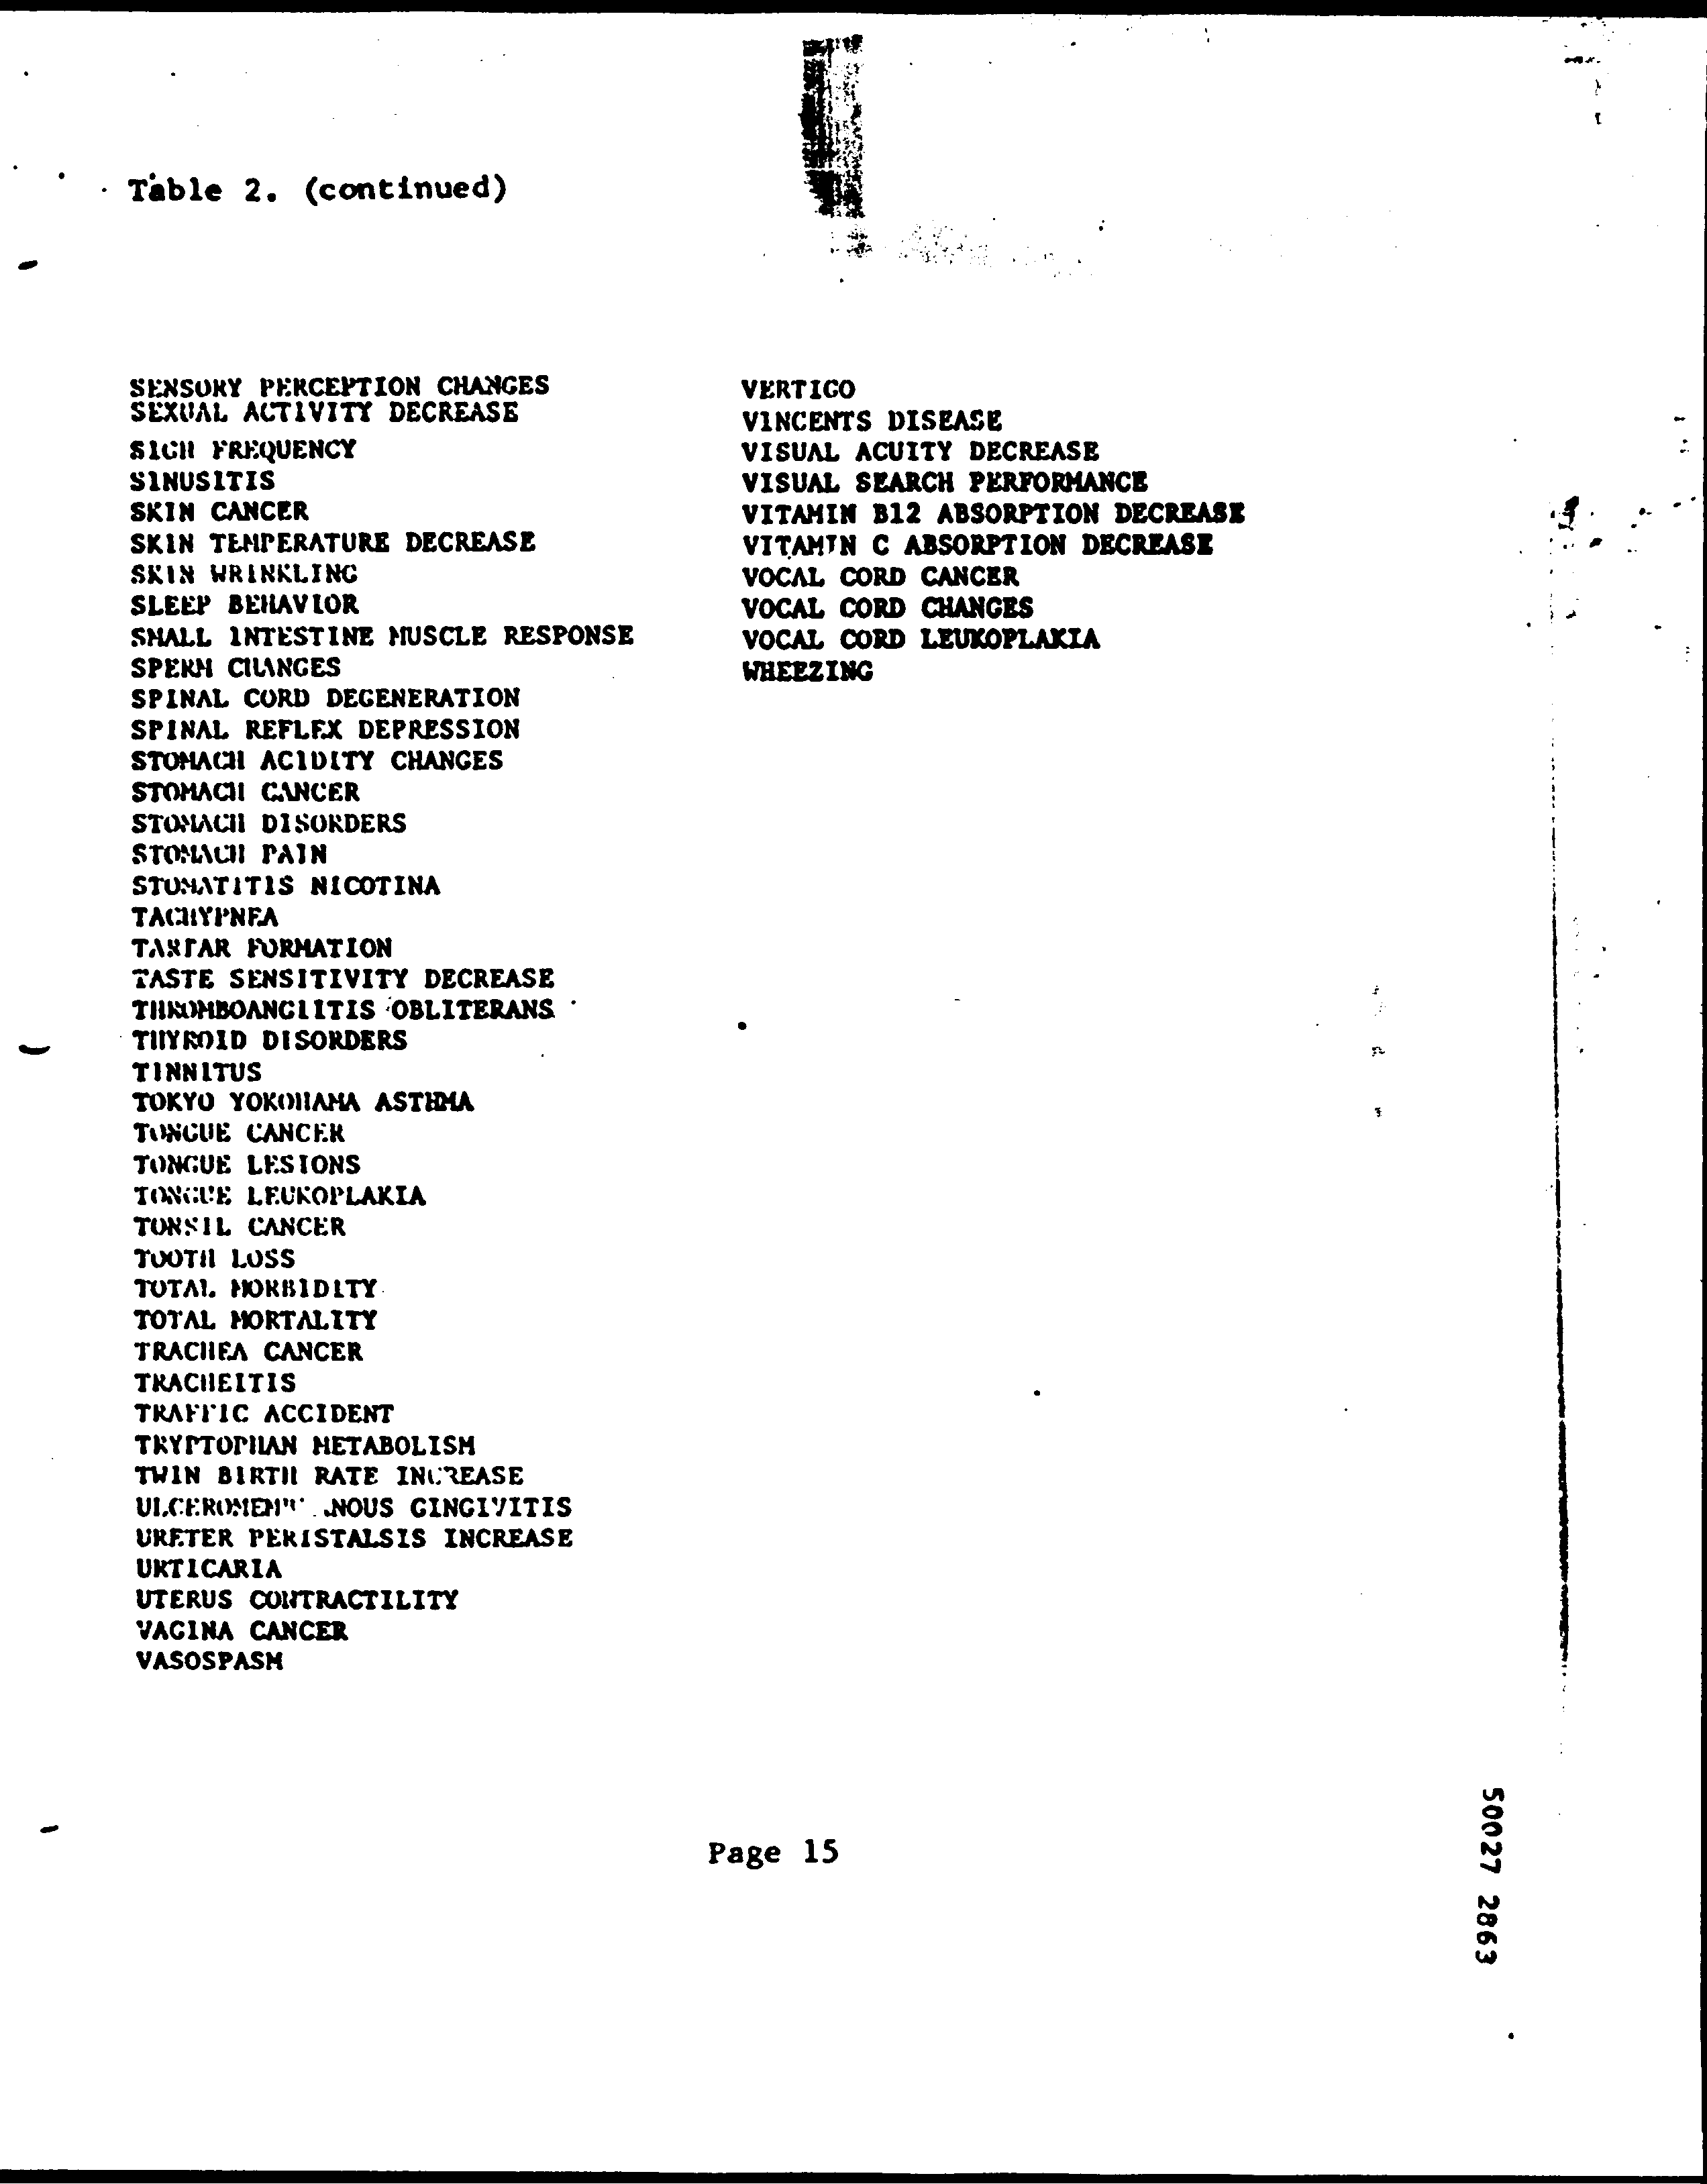 Table 2. (continued)
SENSORY PERCEPTION CHANGES
SEXUAL ACTIVITY DECREASE
SIGH FREQUENCY
SINUSITIS
SKIN CANCER
SKIN TEMPERATURE DECREASE
SKIN WRINKLING
SLEEP BEHAVIOR
SMALL INTESTINE MUSCLE RESPONSE
SPERM CHANGES
SPINAL CORD DEGENERATION
SPINAL REFLEX DEPRESSION
STOMACH ACIDITY CHANGES
STOMACH CANCER
STOMACH DISORDERS
STOMACH PAIN
STOMATITIS NICOTINA
TACHYPNEA
TARTAR FORMATION
TASTE SENSITIVITY DECREASE
THROMBOANGIITIS OBLITERANS
THYROID DISORDERS
TINNITUS
TOKYO YOKOHAMA ASTHMA
TONGUE CANCER
TONGUE LESIONS
TONGUE LEUKOPLAKIA
TONSIL CANCER
TOOTH LOSS
TOTAL MORBIDITY
TOTAL MORTALITY
TRACHEA CANCER
TRACHEITIS
TRAFFIC ACCIDENT
TRYPTOPHAN METABOLISM
TWIN BIRTH RATE INCREASE
GINGIVITIS
URETER PERISTALSIS INCREASE
URTICARIA
UTERUS CONTRACTILITY
VAGINA CANCER
VASOSPASM
VERTIGO
VINCENTS DISEASE
VISUAL ACUITY DECREASE
VISUAL SEARCH PERFORMANCE
VITAMIN B12 ABSORPTION DECREASE
VITAMIN C ABSORPTION DECREASE
VOCAL CORD CANCER
VOCAL CORD CHANGES
VOCAL CORD LEUKOPLAKIA
WHEEZING
Page 15
50027 2863